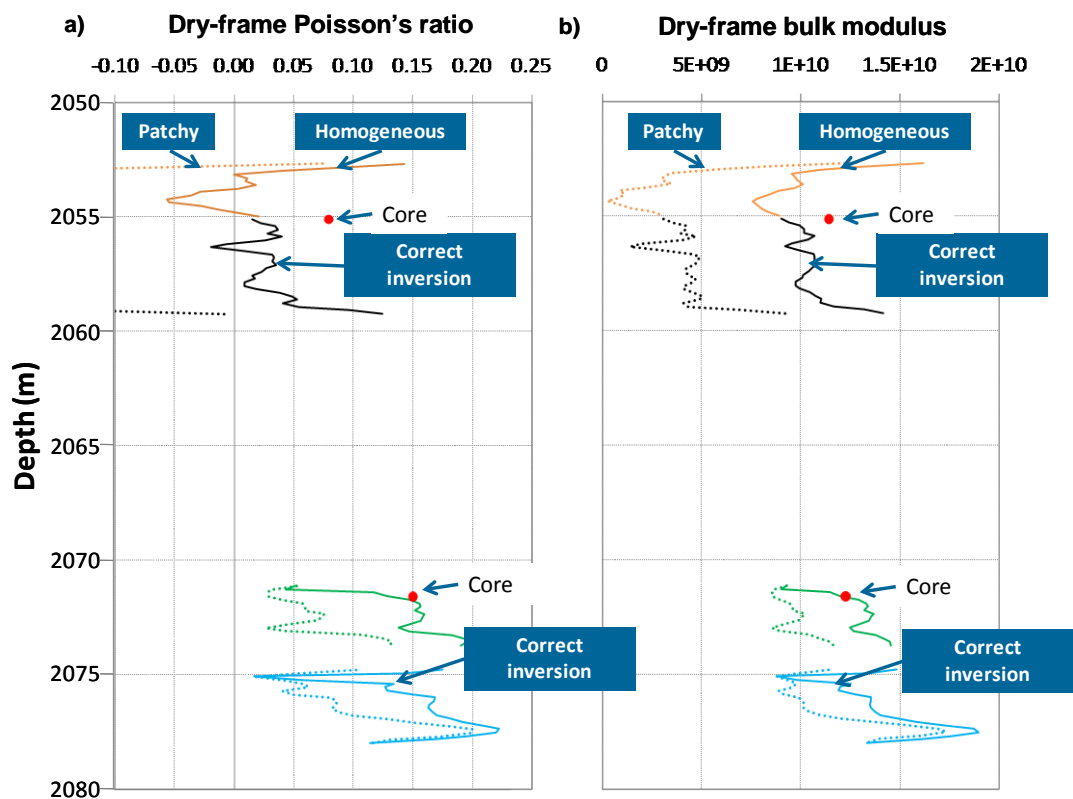 a) Dry-frame Poisson's ratio
-0.10 -0.05 0.00 0.05 0.10 0.15 0.20 0.25
b) Dry-frame bulk modulus
0 5E+09 1E+10 1.5E+10 2E+10
Depth (m)
2050
2055
2060
2065
2070
2075
2080
Patchy
Homogeneous
Core
Correct
inversion
Core
Correct
inversion
Patchy
Homogeneous
Core
Correct
inversion
Core
Correct
inversion